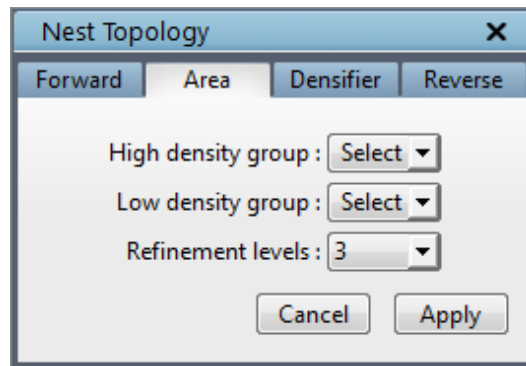 Nest Topology
Forward Area Densifier Reverse
High density group : Select
Low density group : Select
Refinement levels : 3
Cancel Apply